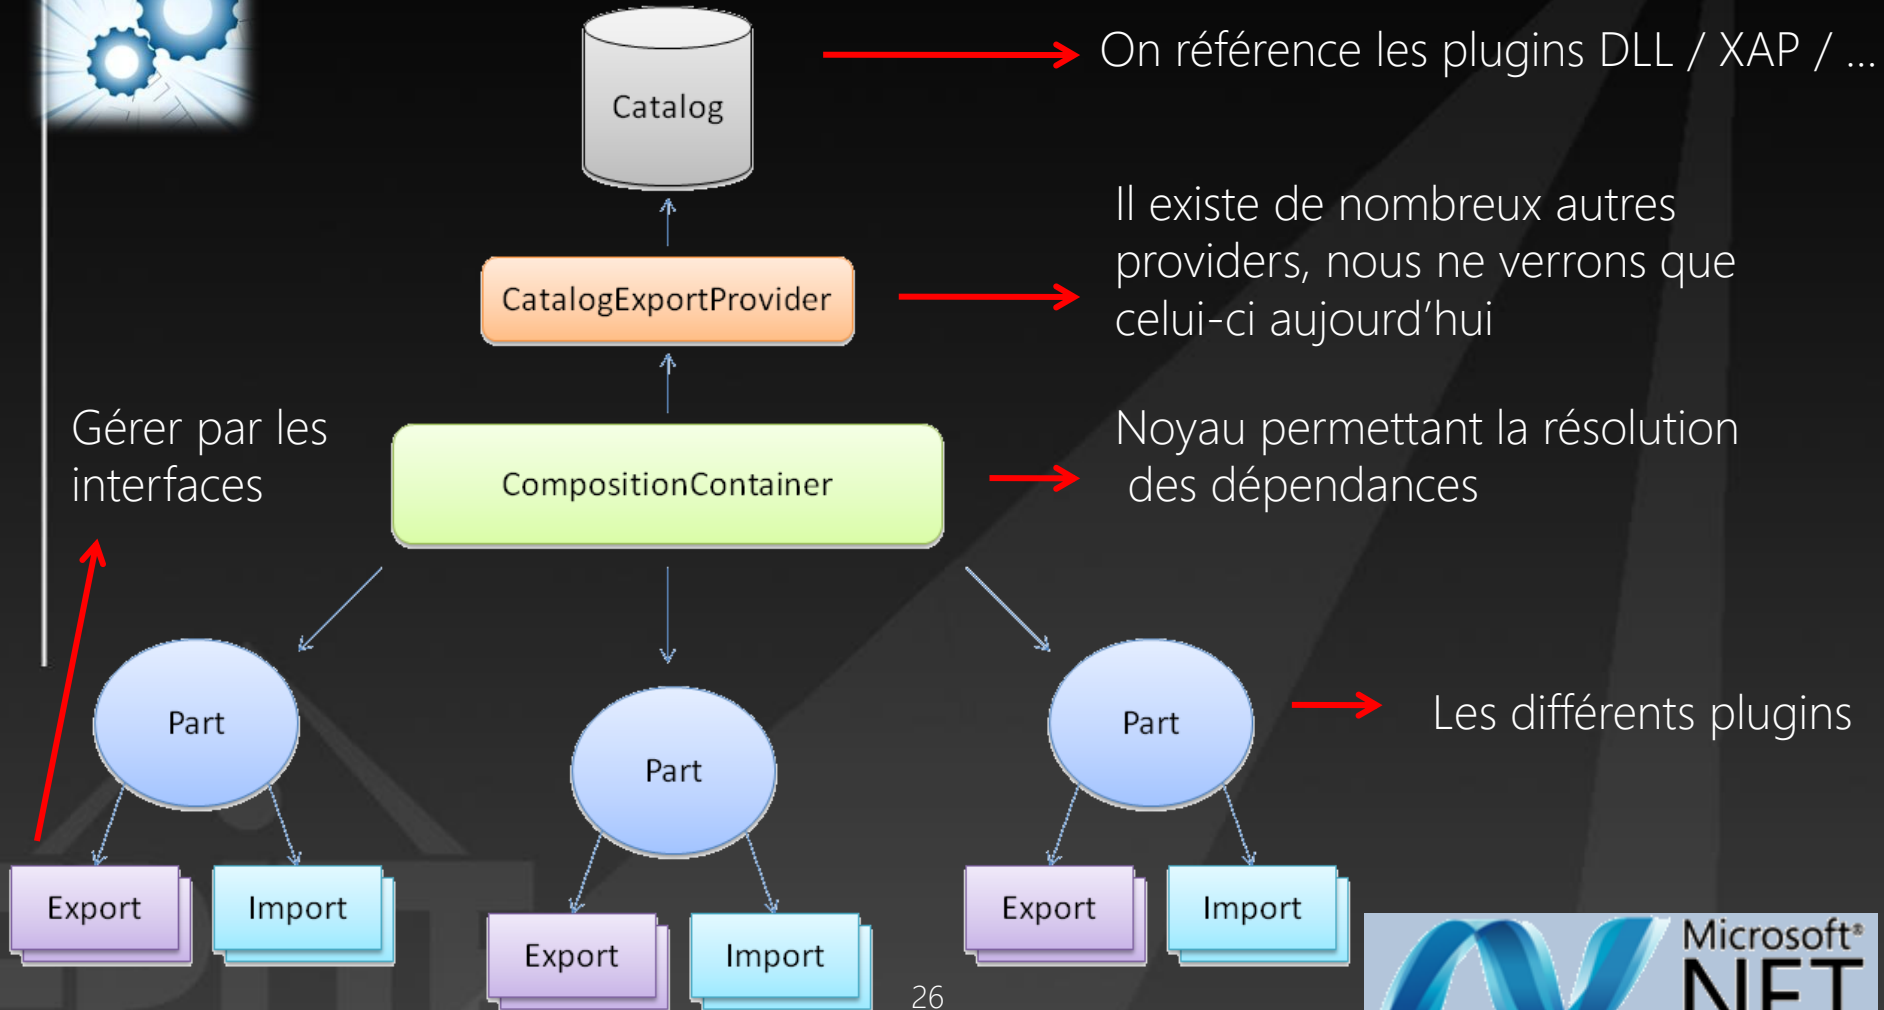 Catalog
On référence les plugins DLL / XAP / ...
CatalogExportProvider
Il existe de nombreux autres
providers, nous ne verrons que
celui-ci aujourd’hui
Gérer par les
interfaces
CompositionContainer
Noyau permettant la résolution
des dépendances
Part
Part
Part
Les différents plugins
Export
Import
Export
Import
Export
Import
26
Microsoft®
.NET